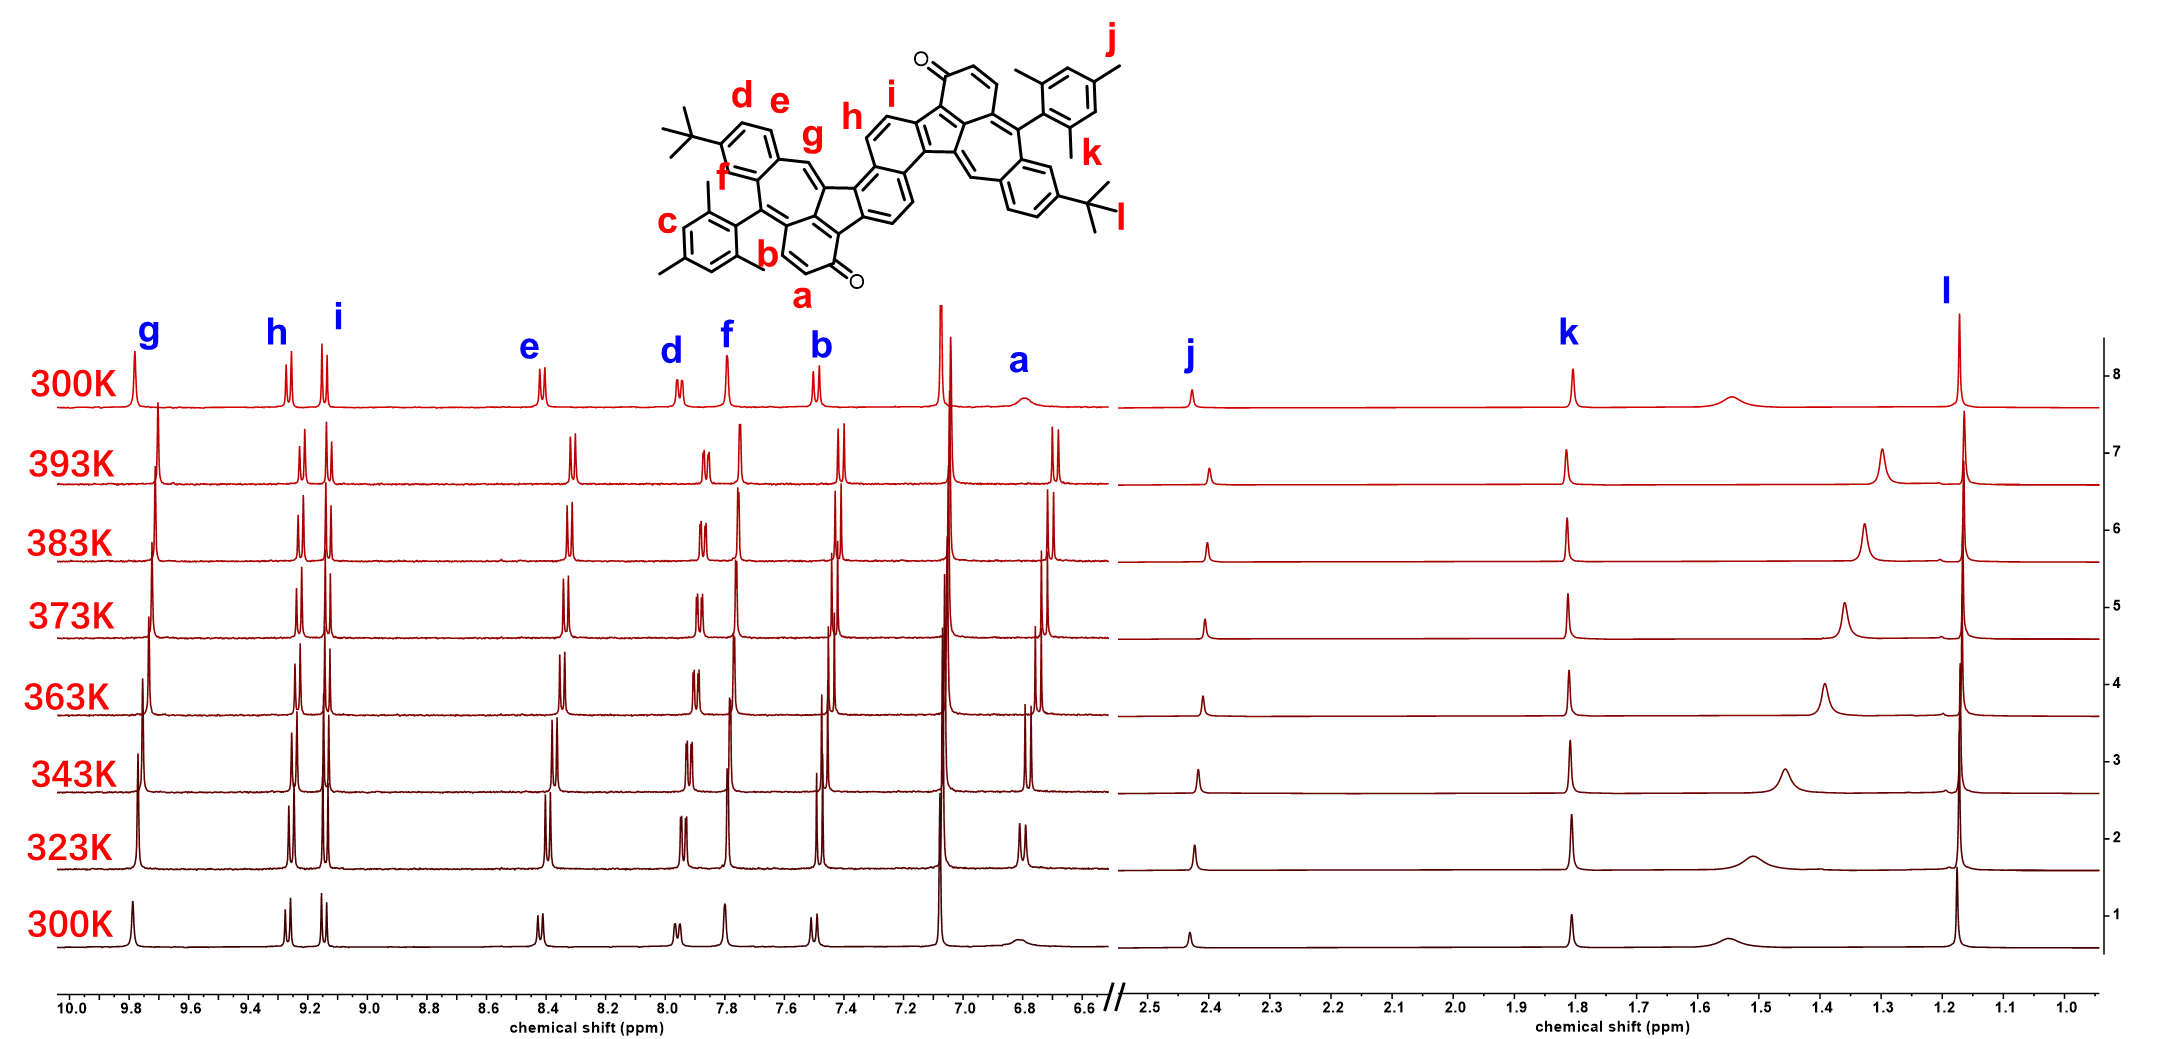 j
O
d
e
i
h
g
k
f
c
l
b
O
a
g
h
i
e
d
f
b
a
j
k
l
300K
393K
383K
373K
363K
343K
323K
300K
8
7
6
5
4
3
2
1
10.0 9.8 9.6 9.4 9.2 9.0 8.8 8.6 8.4 8.2 8.0 7.8 7.6 7.4 7.2 7.0 6.8 6.6 // 2.5 2.4 2.3 2.2 2.1 2.0 1.9 1.8 1.7 1.6 1.5 1.4 1.3 1.2 1.1 1.0
chemical shift (ppm) chemical shift (ppm)